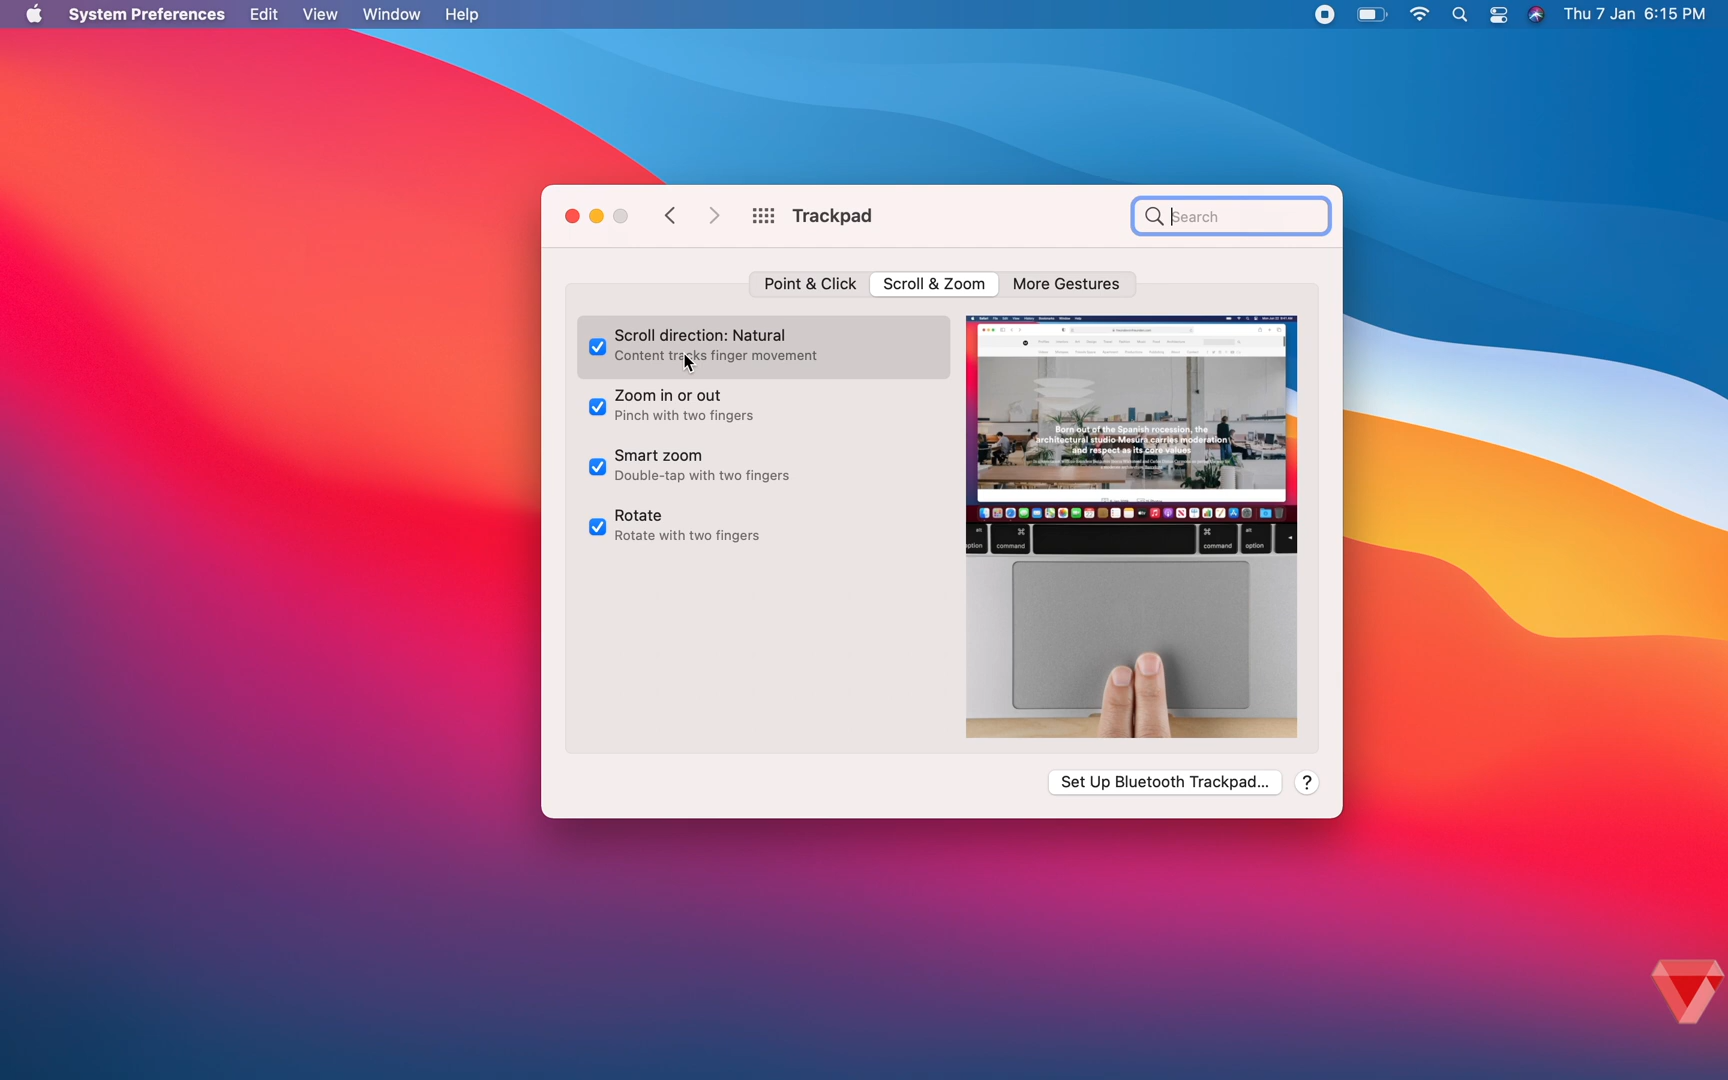 System Preferences Edit View Window Help
Thu 7 Jan 6:15 PM
Trackpad
Search
Point & Click Scroll & Zoom More Gestures
Scroll direction: Natural
Content tracks finger movement
Zoom in or out
Pinch with two fingers
Smart zoom
Double-tap with two fingers
Rotate
Rotate with two fingers
Born out of the Spanish recession, the
architectural studio Mesura carries moderation
and respect as its core values
alt ⌘ ⌘ alt
command command option
Set Up Bluetooth Trackpad...
?